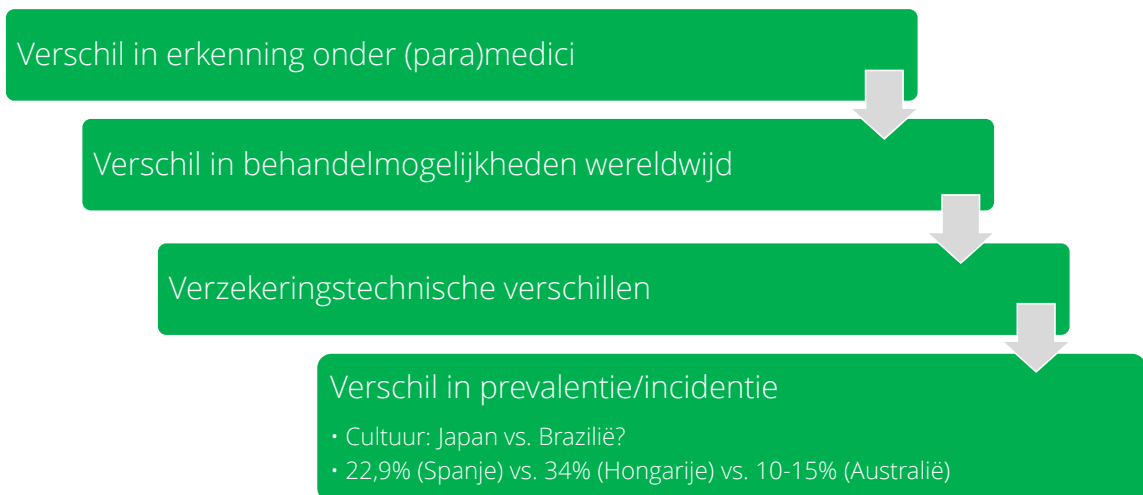 Verschil in erkenning onder (para)medici
Verschil in behandelmogelijkheden wereldwijd
Verzekeringstechnische verschillen
Verschil in prevalentie/incidentie
• Cultuur: Japan vs. Brazilië?
• 22,9% (Spanje) vs. 34% (Hongarije) vs. 10-15% (Australië)